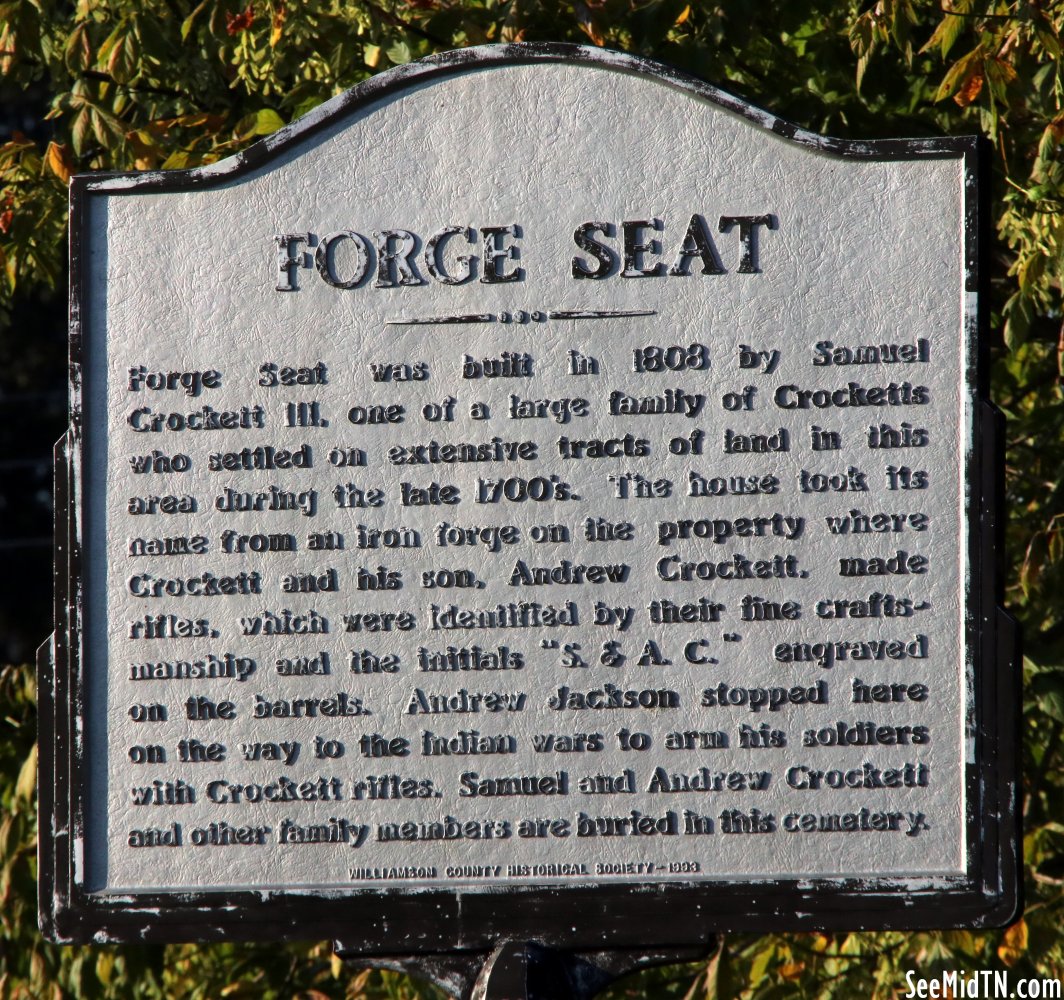 FORGE SEAT
Forge Seat was built in 1808 by Samuel
Crockett III, one of a large family of Crocketts
who settled on extensive tracts of land in this
area during the late 1700's. The house took its
name from an iron forge on the property where
Crockett and his son, Andrew Crockett, made
rifles, which were identified by their fine crafts-
manship and the initials "S. & A. C." engraved
on the barrels. Andrew Jackson stopped here
on the way to the Indian wars to arm his soldiers
with Crockett rifles. Samuel and Andrew Crockett
and other family members are buried in this cemetery.
WILLIAMSON COUNTY HISTORICAL SOCIETY - 1993
SeeMidTN.com